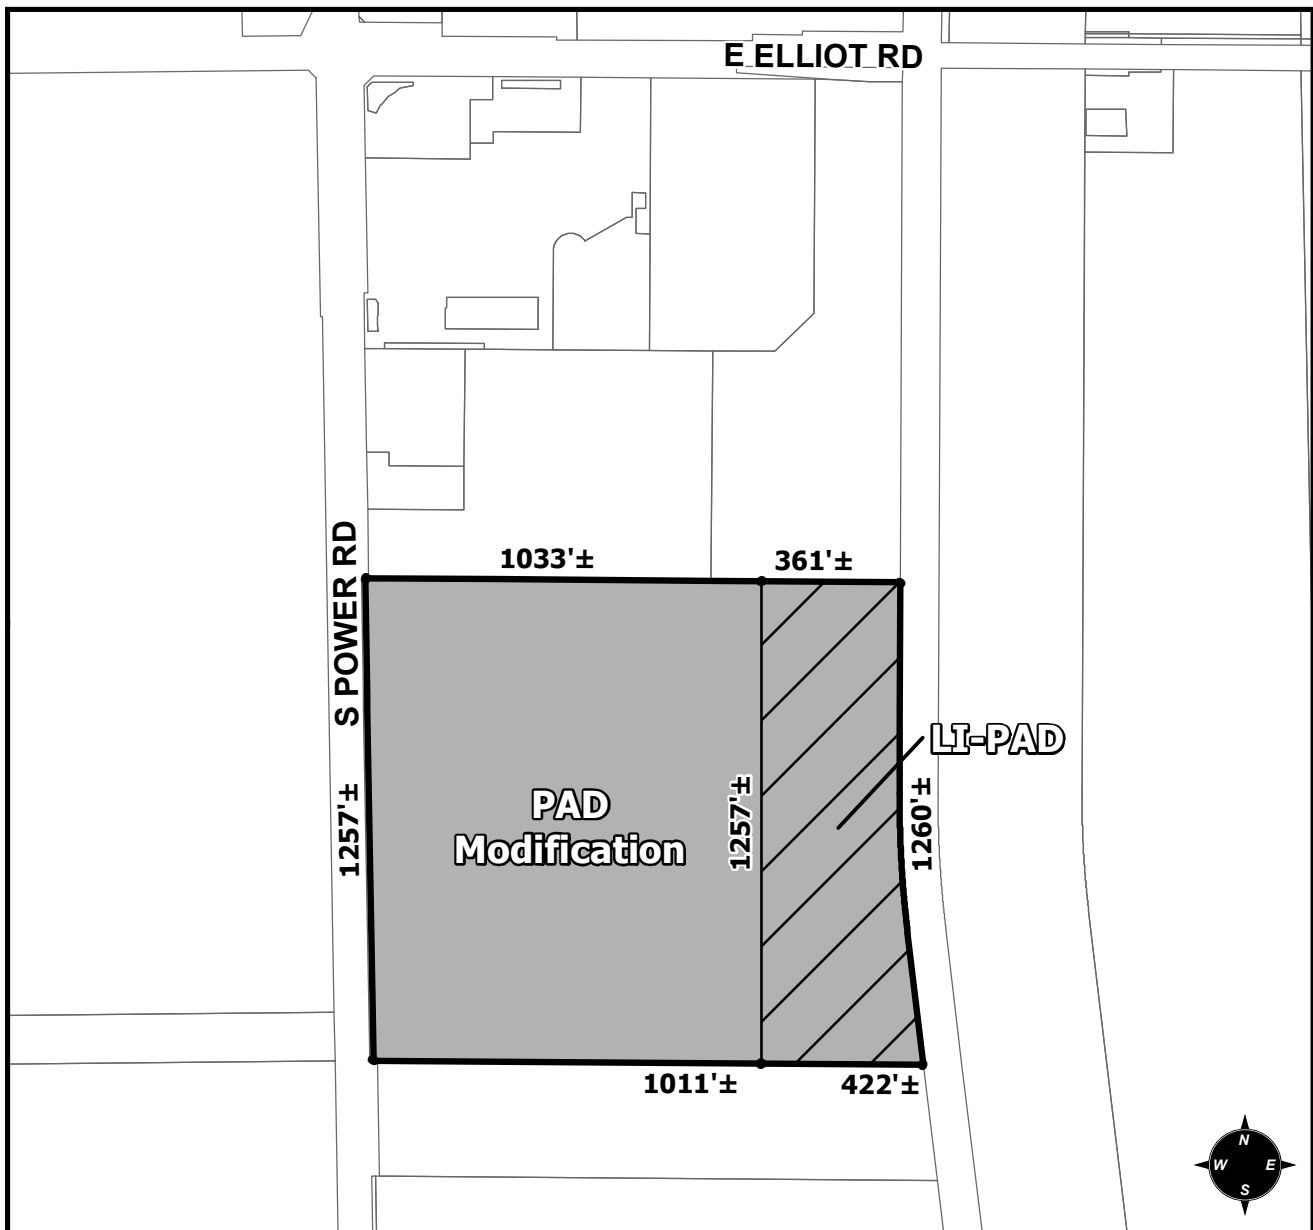 E ELLIOT RD
S POWER RD
1033'±
361'±
LI-PAD
PAD
Modification
1257'±
1257'±
1260'±
1011'±
422'±
N
W E
S